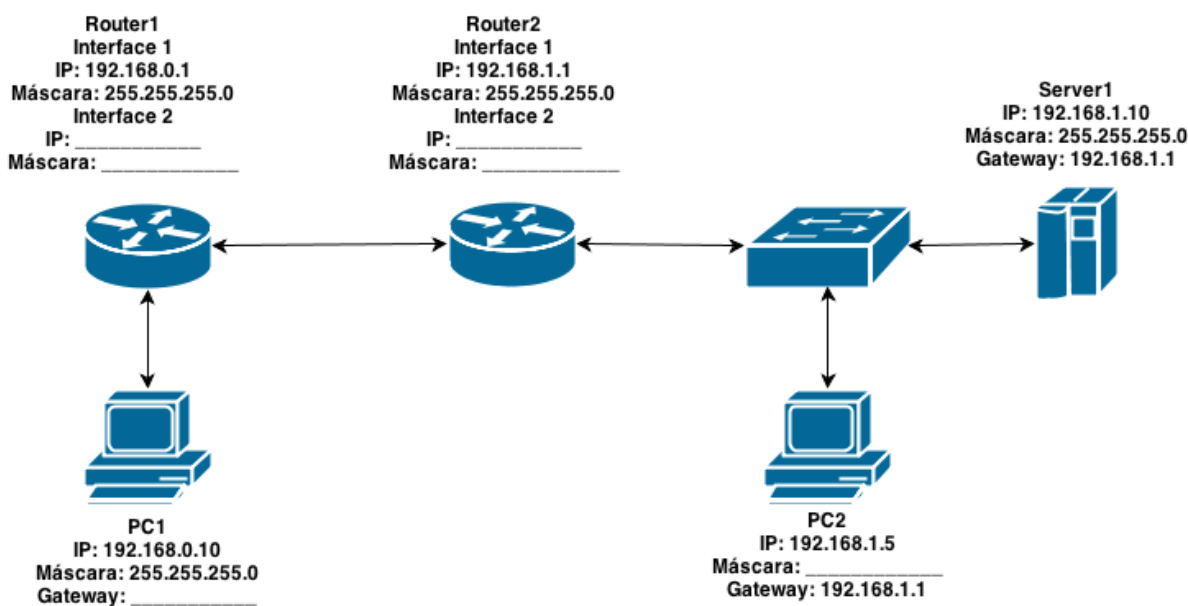 Router1
Interface 1
IP: 192.168.0.1
Máscara: 255.255.255.0
Interface 2
IP: ___________
Máscara: ____________
Router2
Interface 1
IP: 192.168.1.1
Máscara: 255.255.255.0
Interface 2
IP: ___________
Máscara: ____________
Server1
IP: 192.168.1.10
Máscara: 255.255.255.0
Gateway: 192.168.1.1
PC1
IP: 192.168.0.10
Máscara: 255.255.255.0
Gateway: ___________
PC2
IP: 192.168.1.5
Máscara: ____________
Gateway: 192.168.1.1